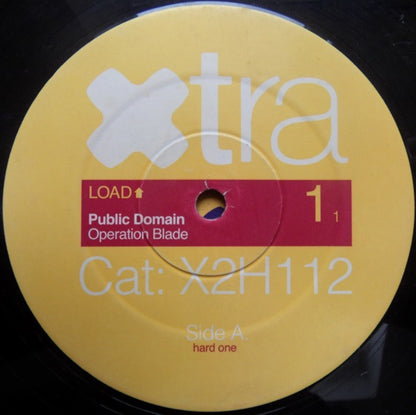 xtra
LOAD
Public Domain
Operation Blade
1 1
Cat: X2H112
Side A.
hard one